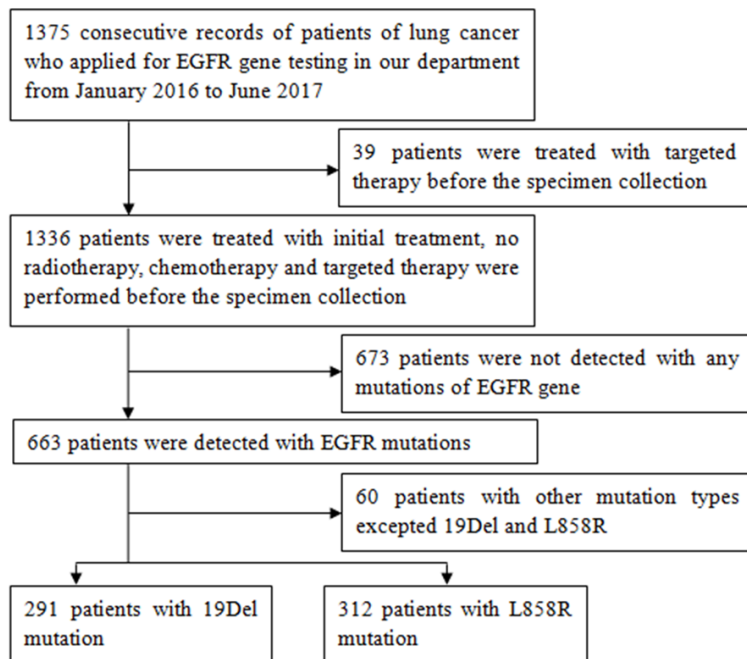 1375 consecutive records of patients of lung cancer
who applied for EGFR gene testing in our department
from January 2016 to June 2017
39 patients were treated with targeted
therapy before the specimen collection
1336 patients were treated with initial treatment, no
radiotherapy, chemotherapy and targeted therapy were
performed before the specimen collection
673 patients were not detected with any
mutations of EGFR gene
663 patients were detected with EGFR mutations
60 patients with other mutation types
excepted 19Del and L858R
291 patients with 19Del
mutation
312 patients with L858R
mutation